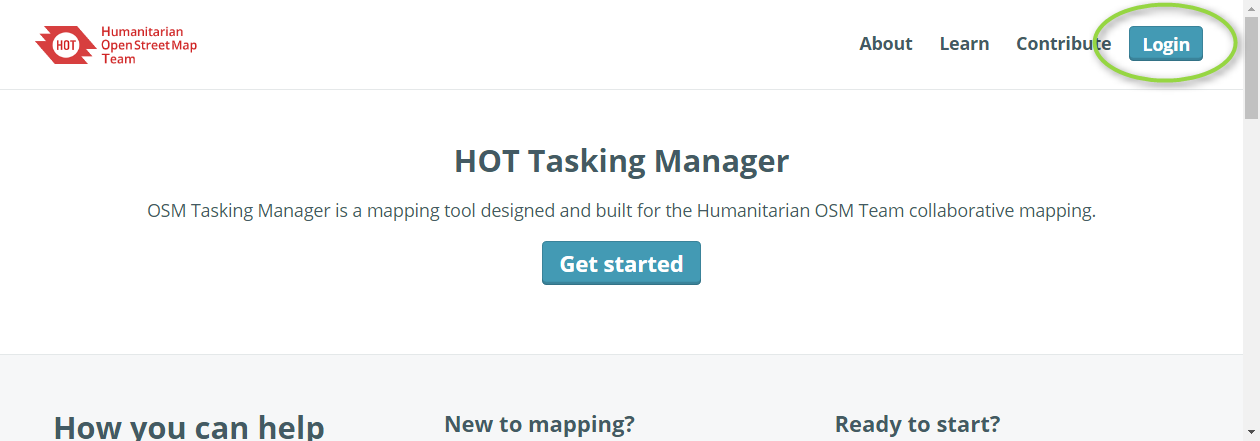 HOT
Humanitarian
OpenStreetMap
Team
About Learn Contribute Login
HOT Tasking Manager
OSM Tasking Manager is a mapping tool designed and built for the Humanitarian OSM Team collaborative mapping.
Get started
How you can help
New to mapping?
Ready to start?